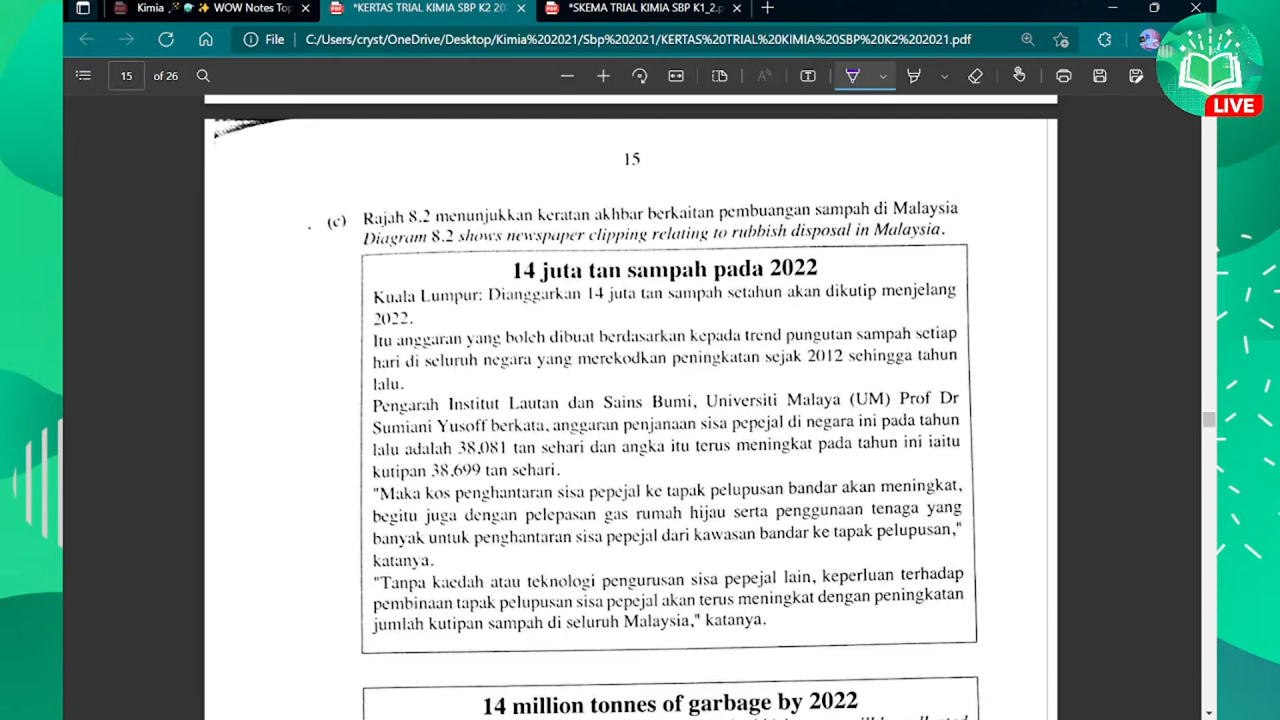 Kimia 🪄 🌍 ✨ WOW Notes To
*KERTAS TRIAL KIMIA SBP K2 202
*SKEMA TRIAL KIMIA SBP K1_2.p
File
C:/Users/cryst/OneDrive/Desktop/Kimia%202021/Sbp%202021/KERTAS%20TRIAL%20KIMIA%20SBP%20K2%202021.pdf
LIVE
15 of 26
15
(c) Rajah 8.2 menunjukkan keratan akhbar berkaitan pembuangan sampah di Malaysia
Diagram 8.2 shows newspaper clipping relating to rubbish disposal in Malaysia.
14 juta tan sampah pada 2022
Kuala Lumpur: Dianggarkan 14 juta tan sampah setahun akan dikutip menjelang
2022.
Itu anggaran yang boleh dibuat berdasarkan kepada trend pungutan sampah setiap
hari di seluruh negara yang merekodkan peningkatan sejak 2012 sehingga tahun
lalu.
Pengarah Institut Lautan dan Sains Bumi, Universiti Malaya (UM) Prof Dr
Sumiani Yusoff berkata, anggaran penjanaan sisa pepejal di negara ini pada tahun
lalu adalah 38,081 tan sehari dan angka itu terus meningkat pada tahun ini iaitu
kutipan 38,699 tan sehari.
"Maka kos penghantaran sisa pepejal ke tapak pelupusan bandar akan meningkat,
begitu juga dengan pelepasan gas rumah hijau serta penggunaan tenaga yang
banyak untuk penghantaran sisa pepejal dari kawasan bandar ke tapak pelupusan,"
katanya.
"Tanpa kaedah atau teknologi pengurusan sisa pepejal lain, keperluan terhadap
pembinaan tapak pelupusan sisa pepejal akan terus meningkat dengan peningkatan
jumlah kutipan sampah di seluruh Malaysia," katanya.
14 million tonnes of garbage by 2022